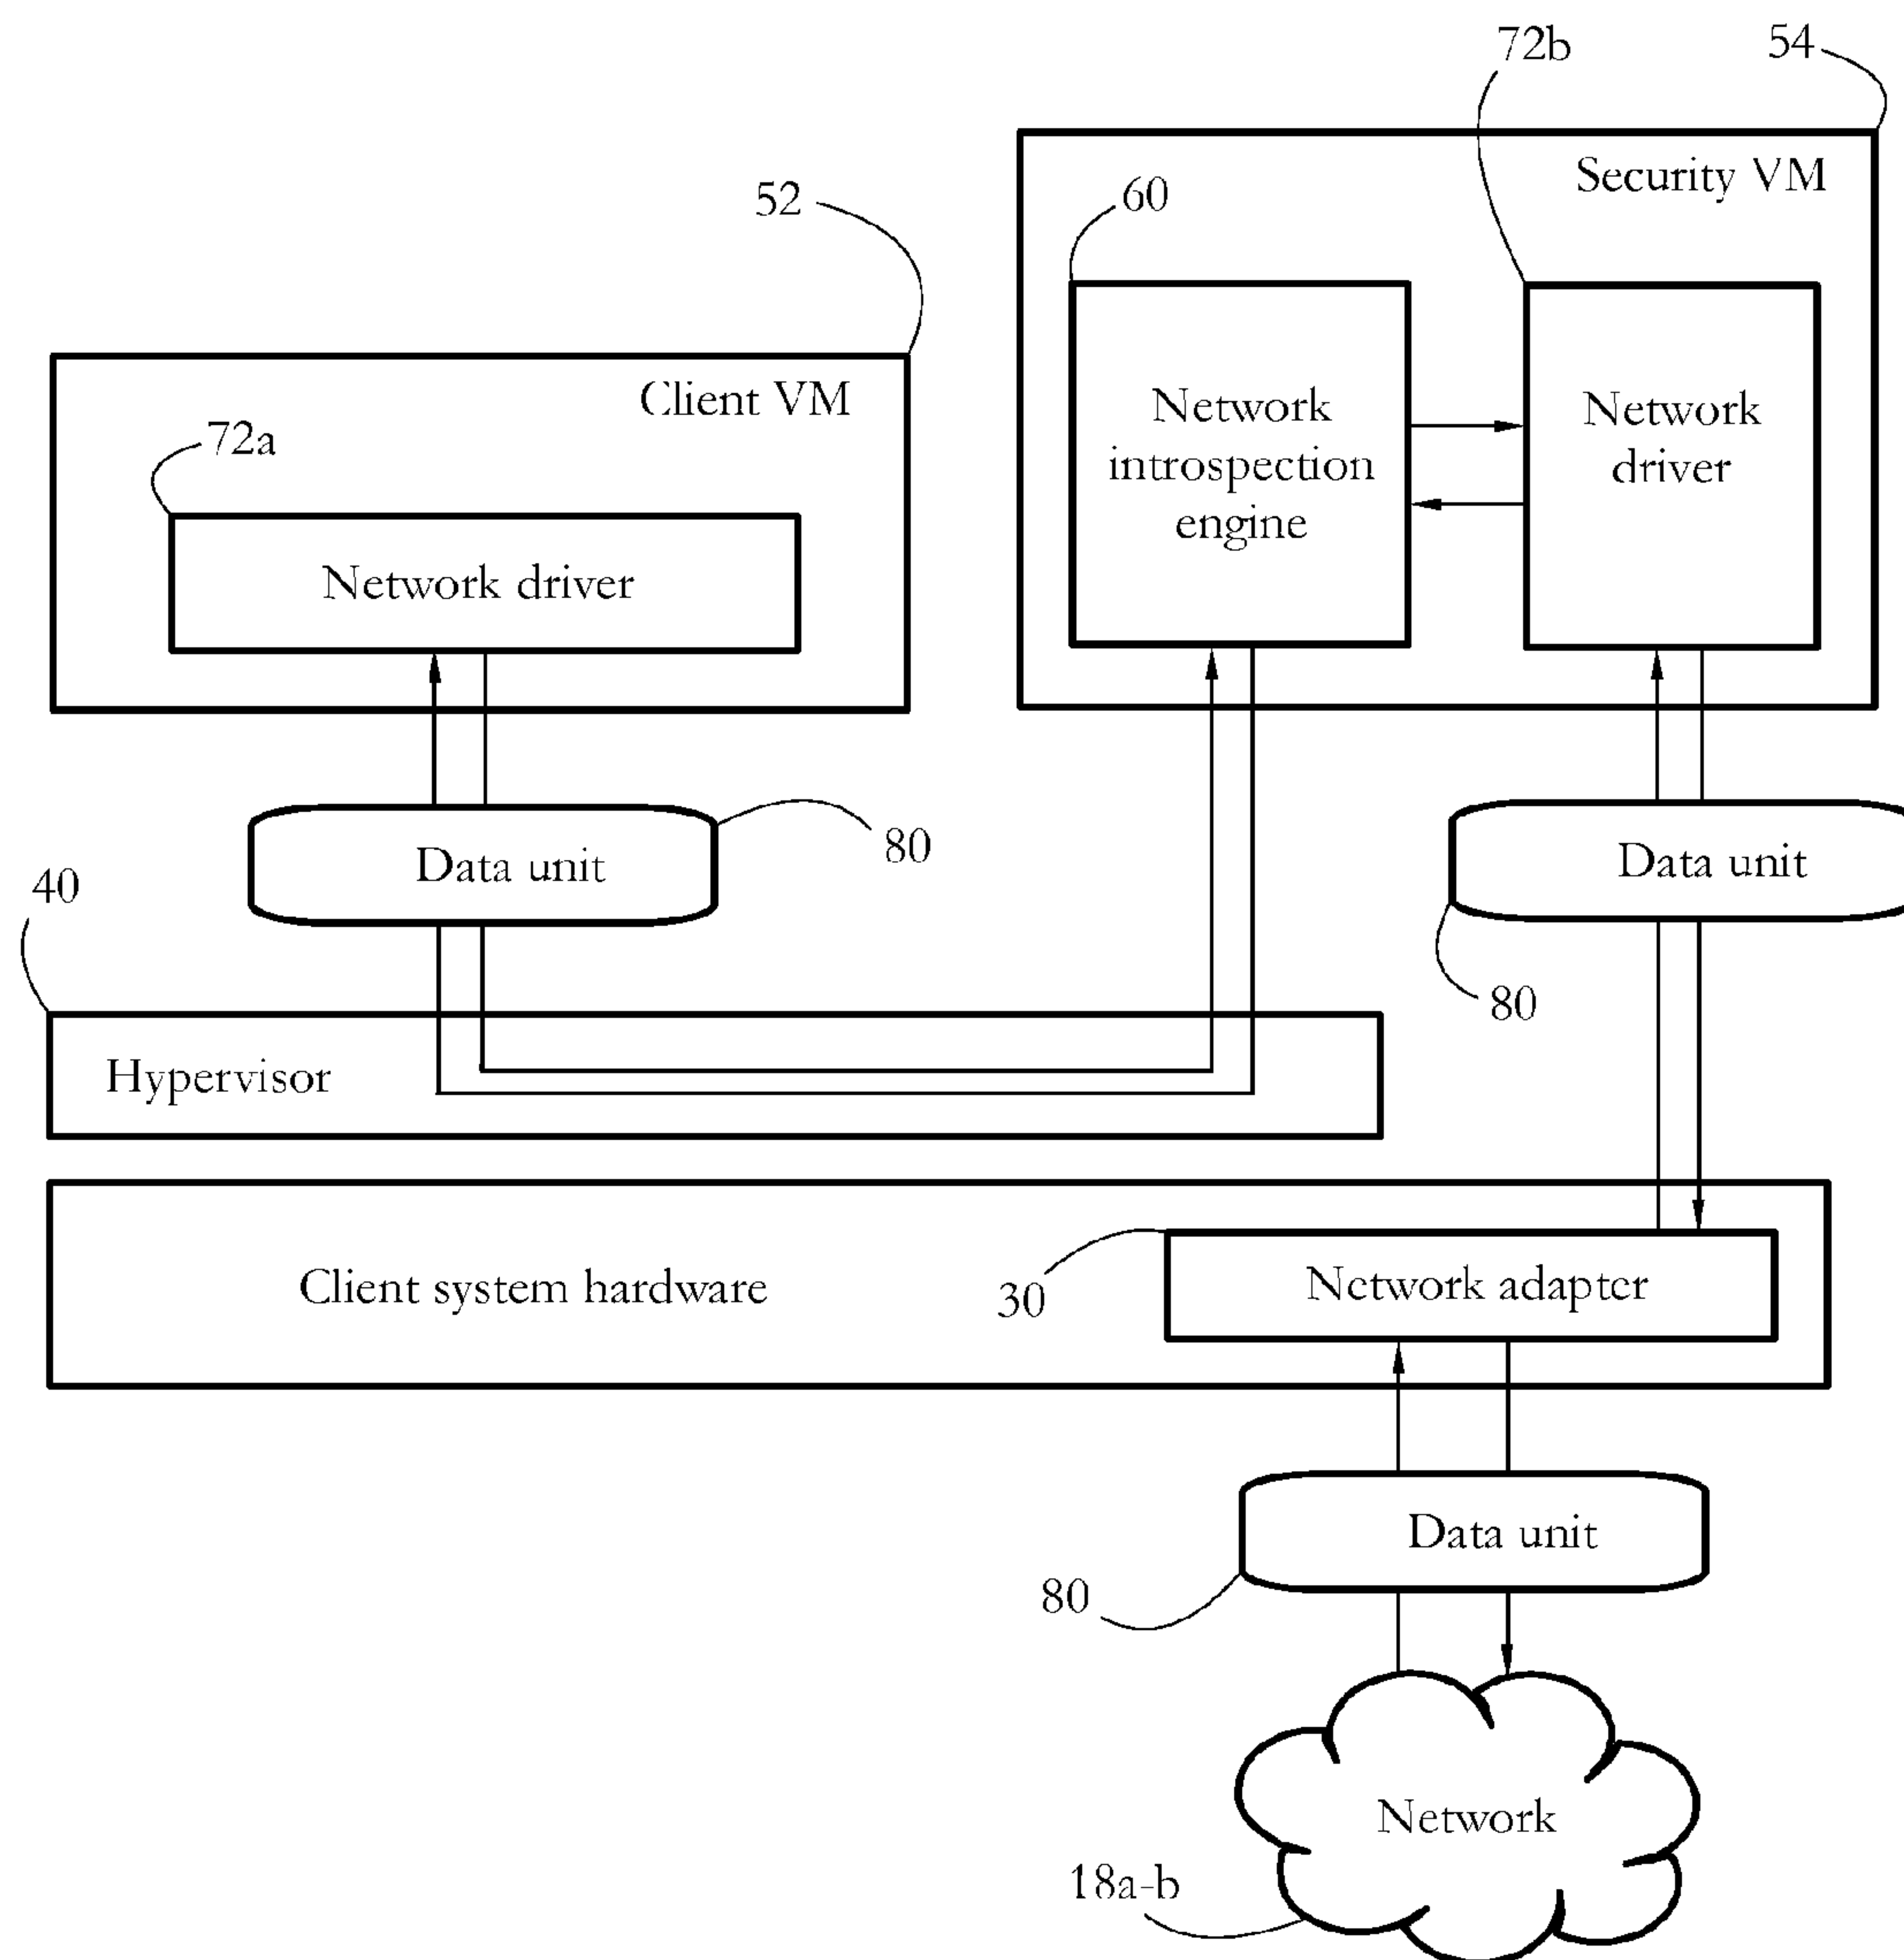 72b
54
Security VM
52
60
Client VM
Network
introspection
engine
Network
driver
72a
Network driver
80
Data unit
Data unit
40
80
Hypervisor
Client system hardware
30
Network adapter
Data unit
80
Network
18a-b